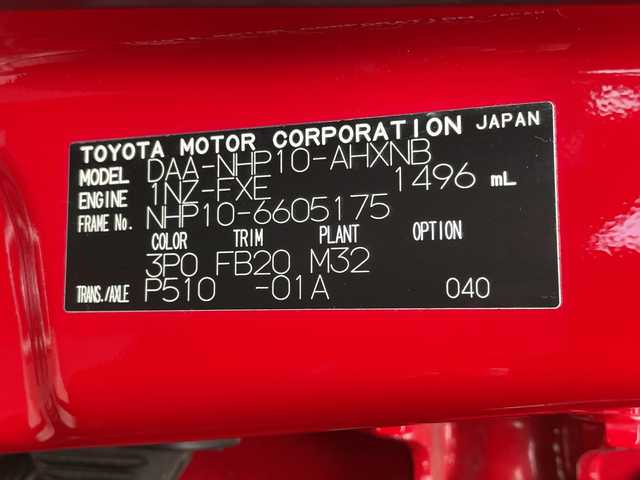 TOYOTA MOTOR CORPORATION JAPAN
MODEL DAA-NHP10-AHXNB
ENGINE 1NZ-FXE 1496 mL
FRAME No. NHP10-6605175
COLOR TRIM PLANT OPTION
3P0 FB20 M32
TRANS./AXLE P510 -01A 040